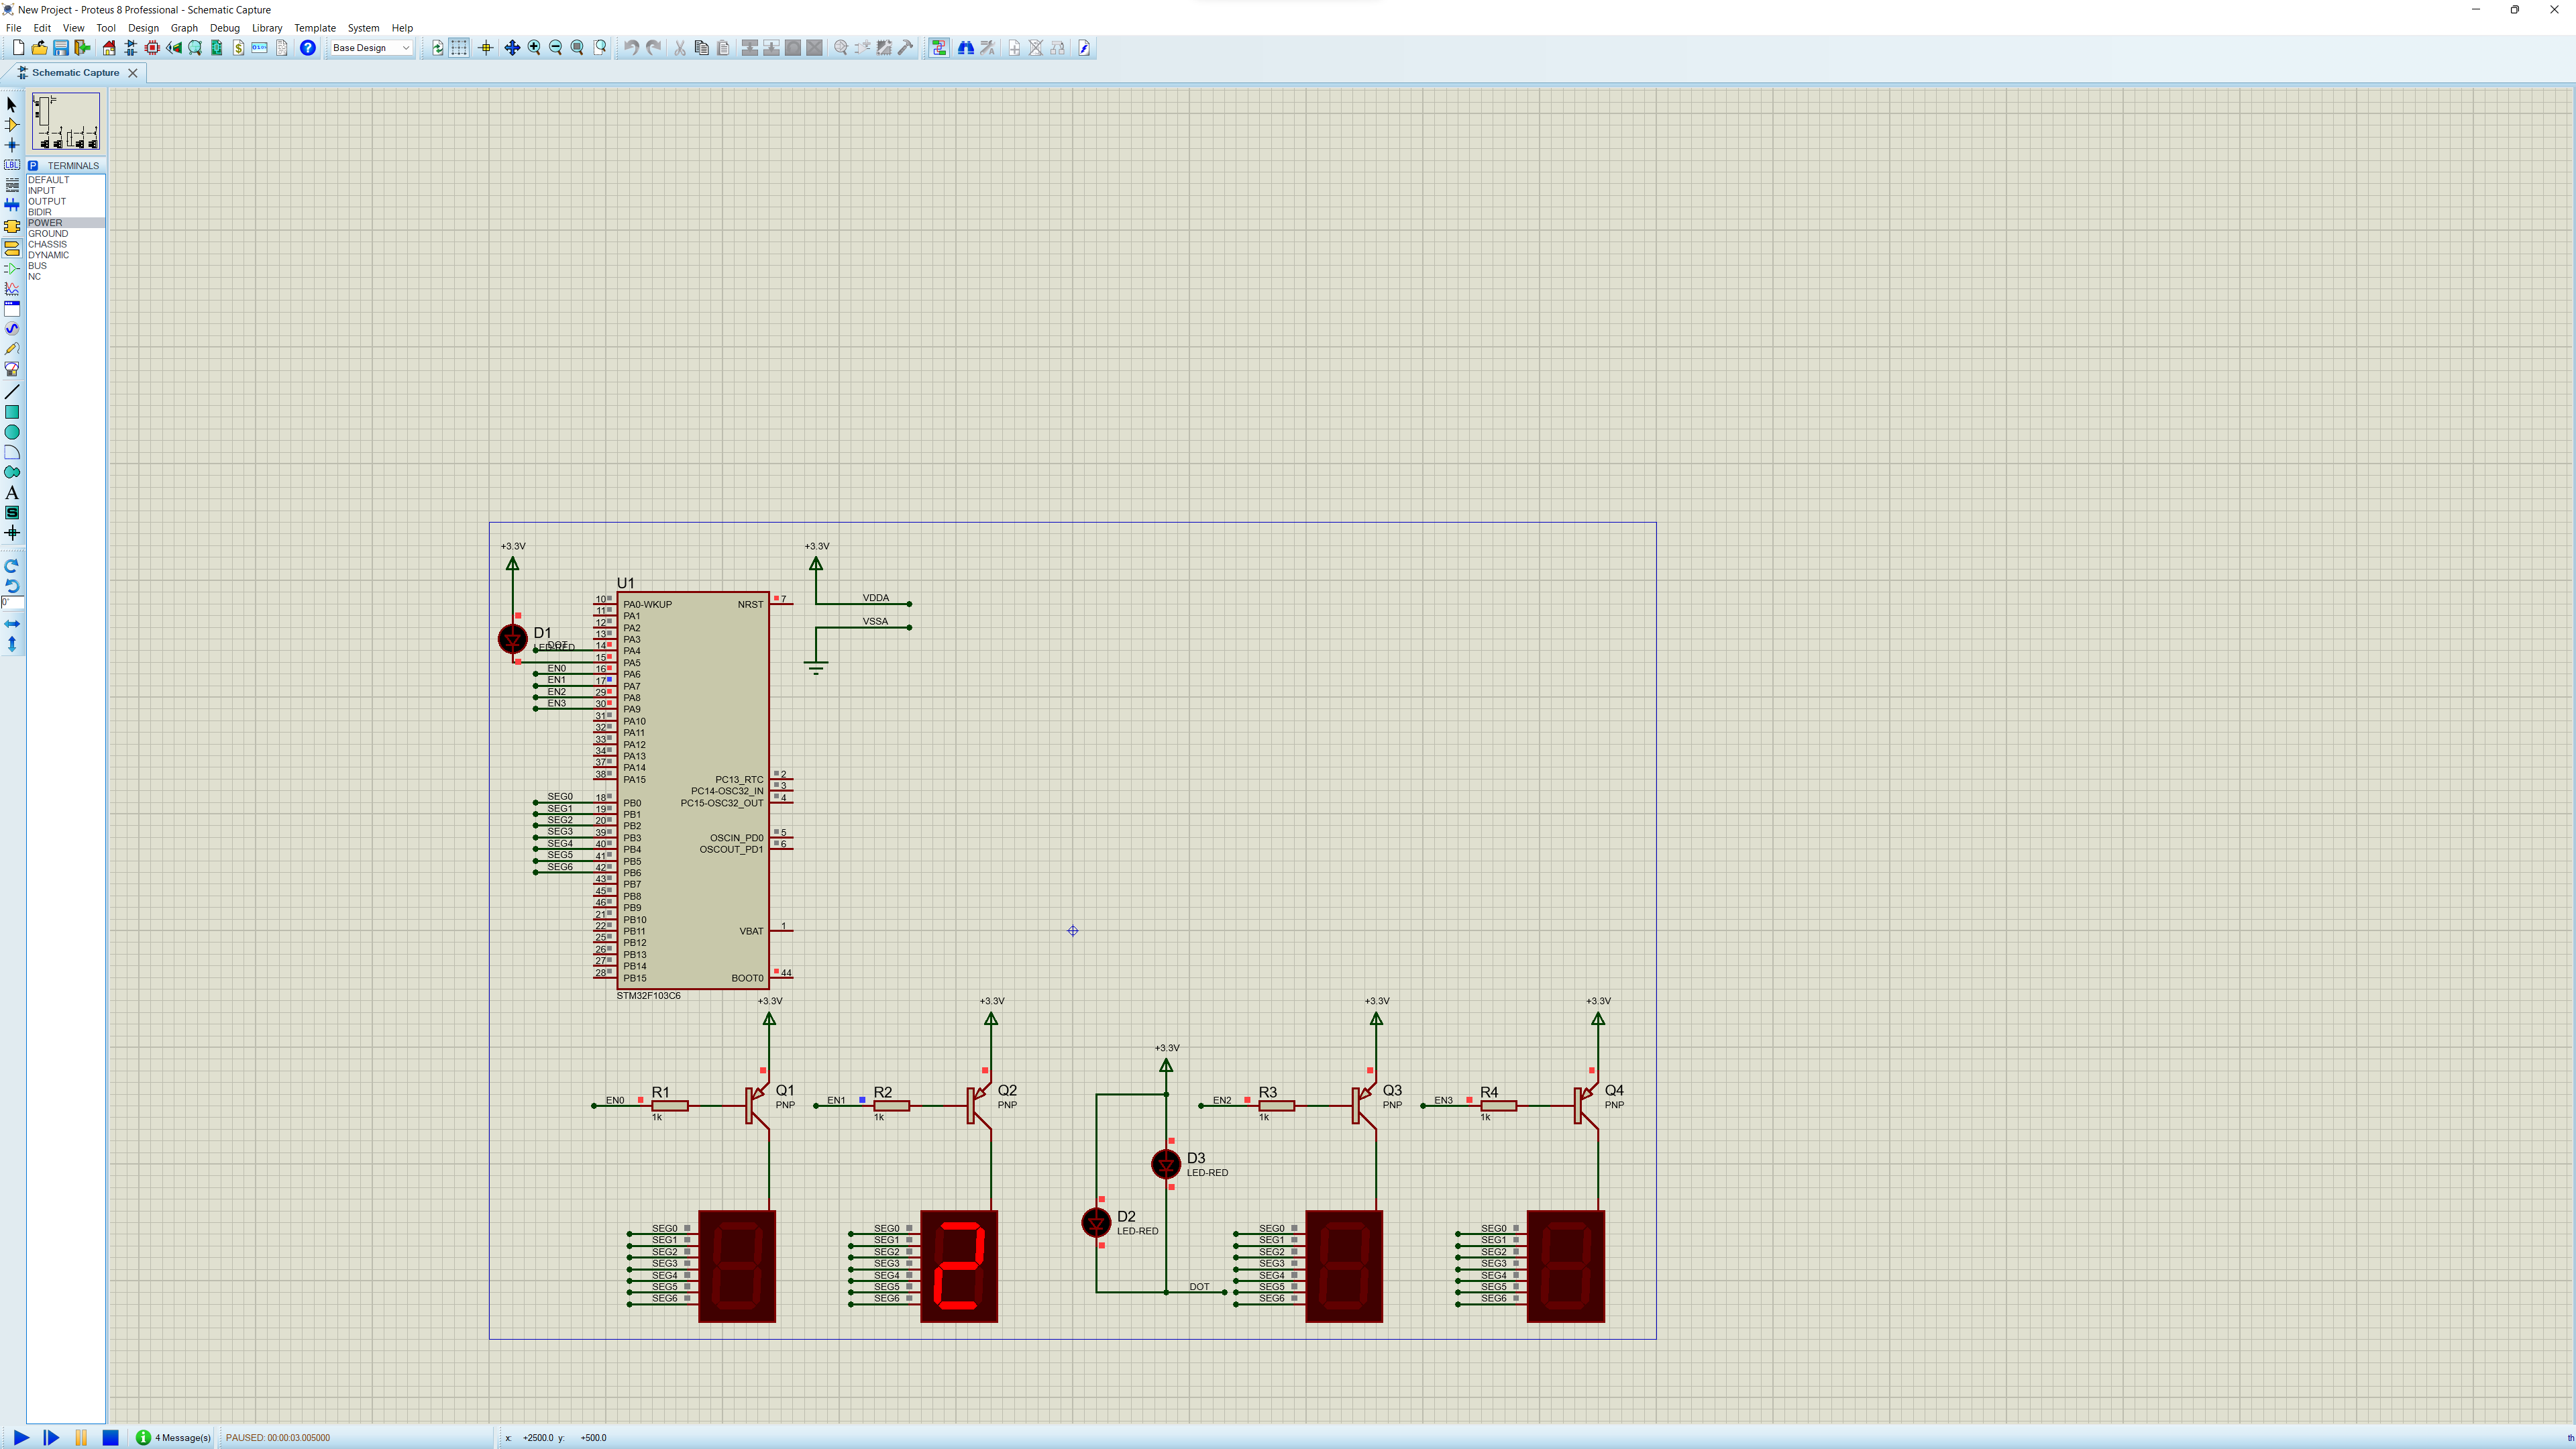 New Project - Proteus 8 Professional - Schematic Capture
File Edit View Tool Design Graph Debug Library Template System Help
Base Design
Schematic Capture
P TERMINALS
DEFAULT
INPUT
OUTPUT
BIDIR
POWER
GROUND
CHASSIS
DYNAMIC
BUS
NC
LBL
A
S
0°
+3.3V +3.3V
U1
10 PA0-WKUP NRST 7
VDDA
11 PA1
12 PA2
VSSA
13 PA3
D1
LED-RED
DOT 14 PA4
15 PA5
EN0 16 PA6
EN1 17 PA7
EN2 29 PA8
EN3 30 PA9
31 PA10
32 PA11
33 PA12
34 PA13
37 PA14
38 PA15 PC13_RTC 2
PC14-OSC32_IN 3
SEG0 18 PB0 PC15-OSC32_OUT 4
SEG1 19 PB1
SEG2 20 PB2
SEG3 39 PB3 OSCIN_PD0 5
SEG4 40 PB4 OSCOUT_PD1 6
SEG5 41 PB5
SEG6 42 PB6
43 PB7
45 PB8
46 PB9
21 PB10
22 PB11 VBAT 1
25 PB12
26 PB13
27 PB14
28 PB15 BOOT0 44
STM32F103C6
+3.3V +3.3V +3.3V +3.3V
+3.3V
EN0 R1 1k Q1 PNP
EN1 R2 1k Q2 PNP
EN2 R3 1k Q3 PNP
EN3 R4 1k Q4 PNP
D3
LED-RED
D2
LED-RED
SEG0 SEG0 SEG0 SEG0
SEG1 SEG1 SEG1 SEG1
SEG2 SEG2 SEG2 SEG2
SEG3 SEG3 SEG3 SEG3
SEG4 SEG4 SEG4 SEG4
SEG5 SEG5 DOT SEG5 SEG5
SEG6 SEG6 SEG6 SEG6
2
4 Message(s) PAUSED: 00:00:03.005000 x: +2500.0 y: +500.0 th